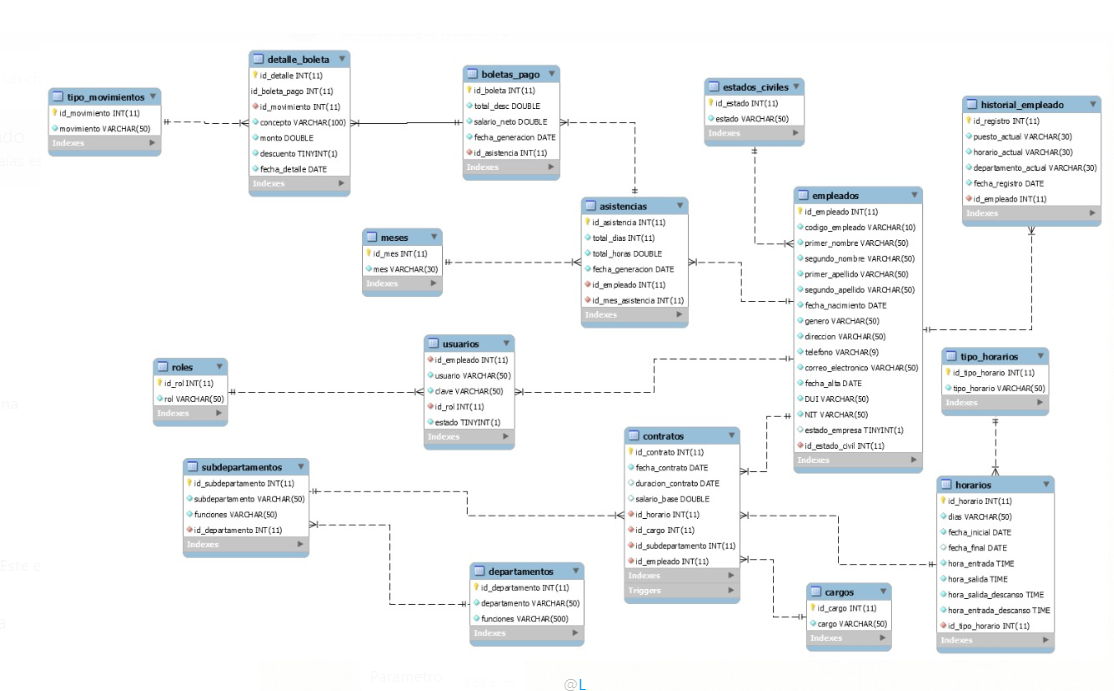 tipo_movimientos
id_movimiento INT(11)
movimiento VARCHAR(50)
Indexes
detalle_boleta
id_detalle INT(11)
id_boleta_pago INT(11)
id_movimiento INT(11)
concepto VARCHAR(100)
monto DOUBLE
descuento TINYINT(1)
fecha_detalle DATE
Indexes
boletas_pago
id_boleta INT(11)
total_desc DOUBLE
salario_neto DOUBLE
fecha_generacion DATE
id_asistencia INT(11)
Indexes
estados_civiles
id_estado INT(11)
estado VARCHAR(50)
Indexes
historial_empleado
id_registro INT(11)
puesto_actual VARCHAR(30)
horario_actual VARCHAR(30)
departamento_actual VARCHAR(30)
fecha_registro DATE
id_empleado INT(11)
Indexes
meses
id_mes INT(11)
mes VARCHAR(30)
Indexes
asistencias
id_asistencia INT(11)
total_dias INT(11)
total_horas DOUBLE
fecha_generacion DATE
id_empleado INT(11)
id_mes_asistencia INT(11)
Indexes
empleados
id_empleado INT(11)
codigo_empleado VARCHAR(10)
primer_nombre VARCHAR(50)
segundo_nombre VARCHAR(50)
primer_apellido VARCHAR(50)
segundo_apellido VARCHAR(50)
fecha_nacimiento DATE
genero VARCHAR(50)
direccion VARCHAR(50)
telefono VARCHAR(9)
correo_electronico VARCHAR(50)
fecha_alta DATE
DUI VARCHAR(50)
NIT VARCHAR(50)
estado_empresa TINYINT(1)
id_estado_civil INT(11)
Indexes
roles
id_rol INT(11)
rol VARCHAR(50)
Indexes
usuarios
id_empleado INT(11)
usuario VARCHAR(50)
clave VARCHAR(50)
id_rol INT(11)
estado TINYINT(1)
Indexes
tipo_horarios
id_tipo_horario INT(11)
tipo_horario VARCHAR(50)
Indexes
subdepartamentos
id_subdepartamento INT(11)
subdepartamento VARCHAR(50)
funciones VARCHAR(50)
id_departamento INT(11)
Indexes
contratos
id_contrato INT(11)
fecha_contrato DATE
duracion_contrato DATE
salario_base DOUBLE
id_horario INT(11)
id_cargo INT(11)
id_subdepartamento INT(11)
id_empleado INT(11)
Indexes
Triggers
horarios
id_horario INT(11)
dias VARCHAR(50)
fecha_inicial DATE
fecha_final DATE
hora_entrada TIME
hora_salida TIME
hora_salida_descanso TIME
hora_entrada_descanso TIME
id_tipo_horario INT(11)
Indexes
departamentos
id_departamento INT(11)
departamento VARCHAR(50)
funciones VARCHAR(500)
Indexes
cargos
id_cargo INT(11)
cargo VARCHAR(50)
Indexes
Este e
Parametro
@L